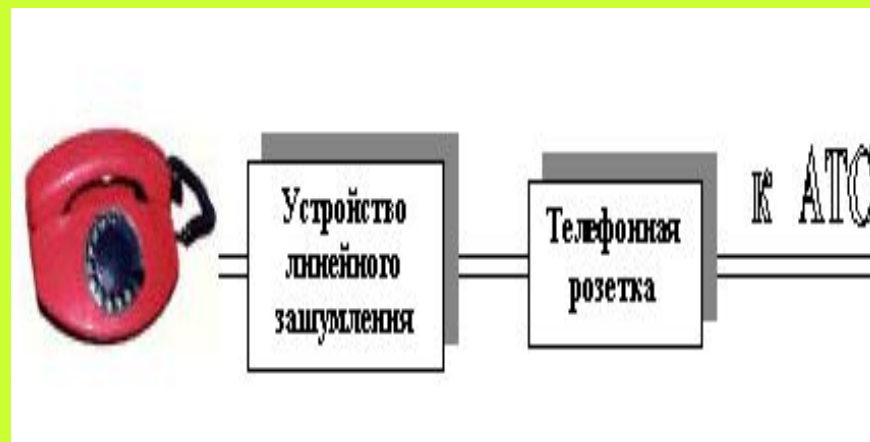 Устройство
линейного
зашумления
Телефонная
розетка
к АТС